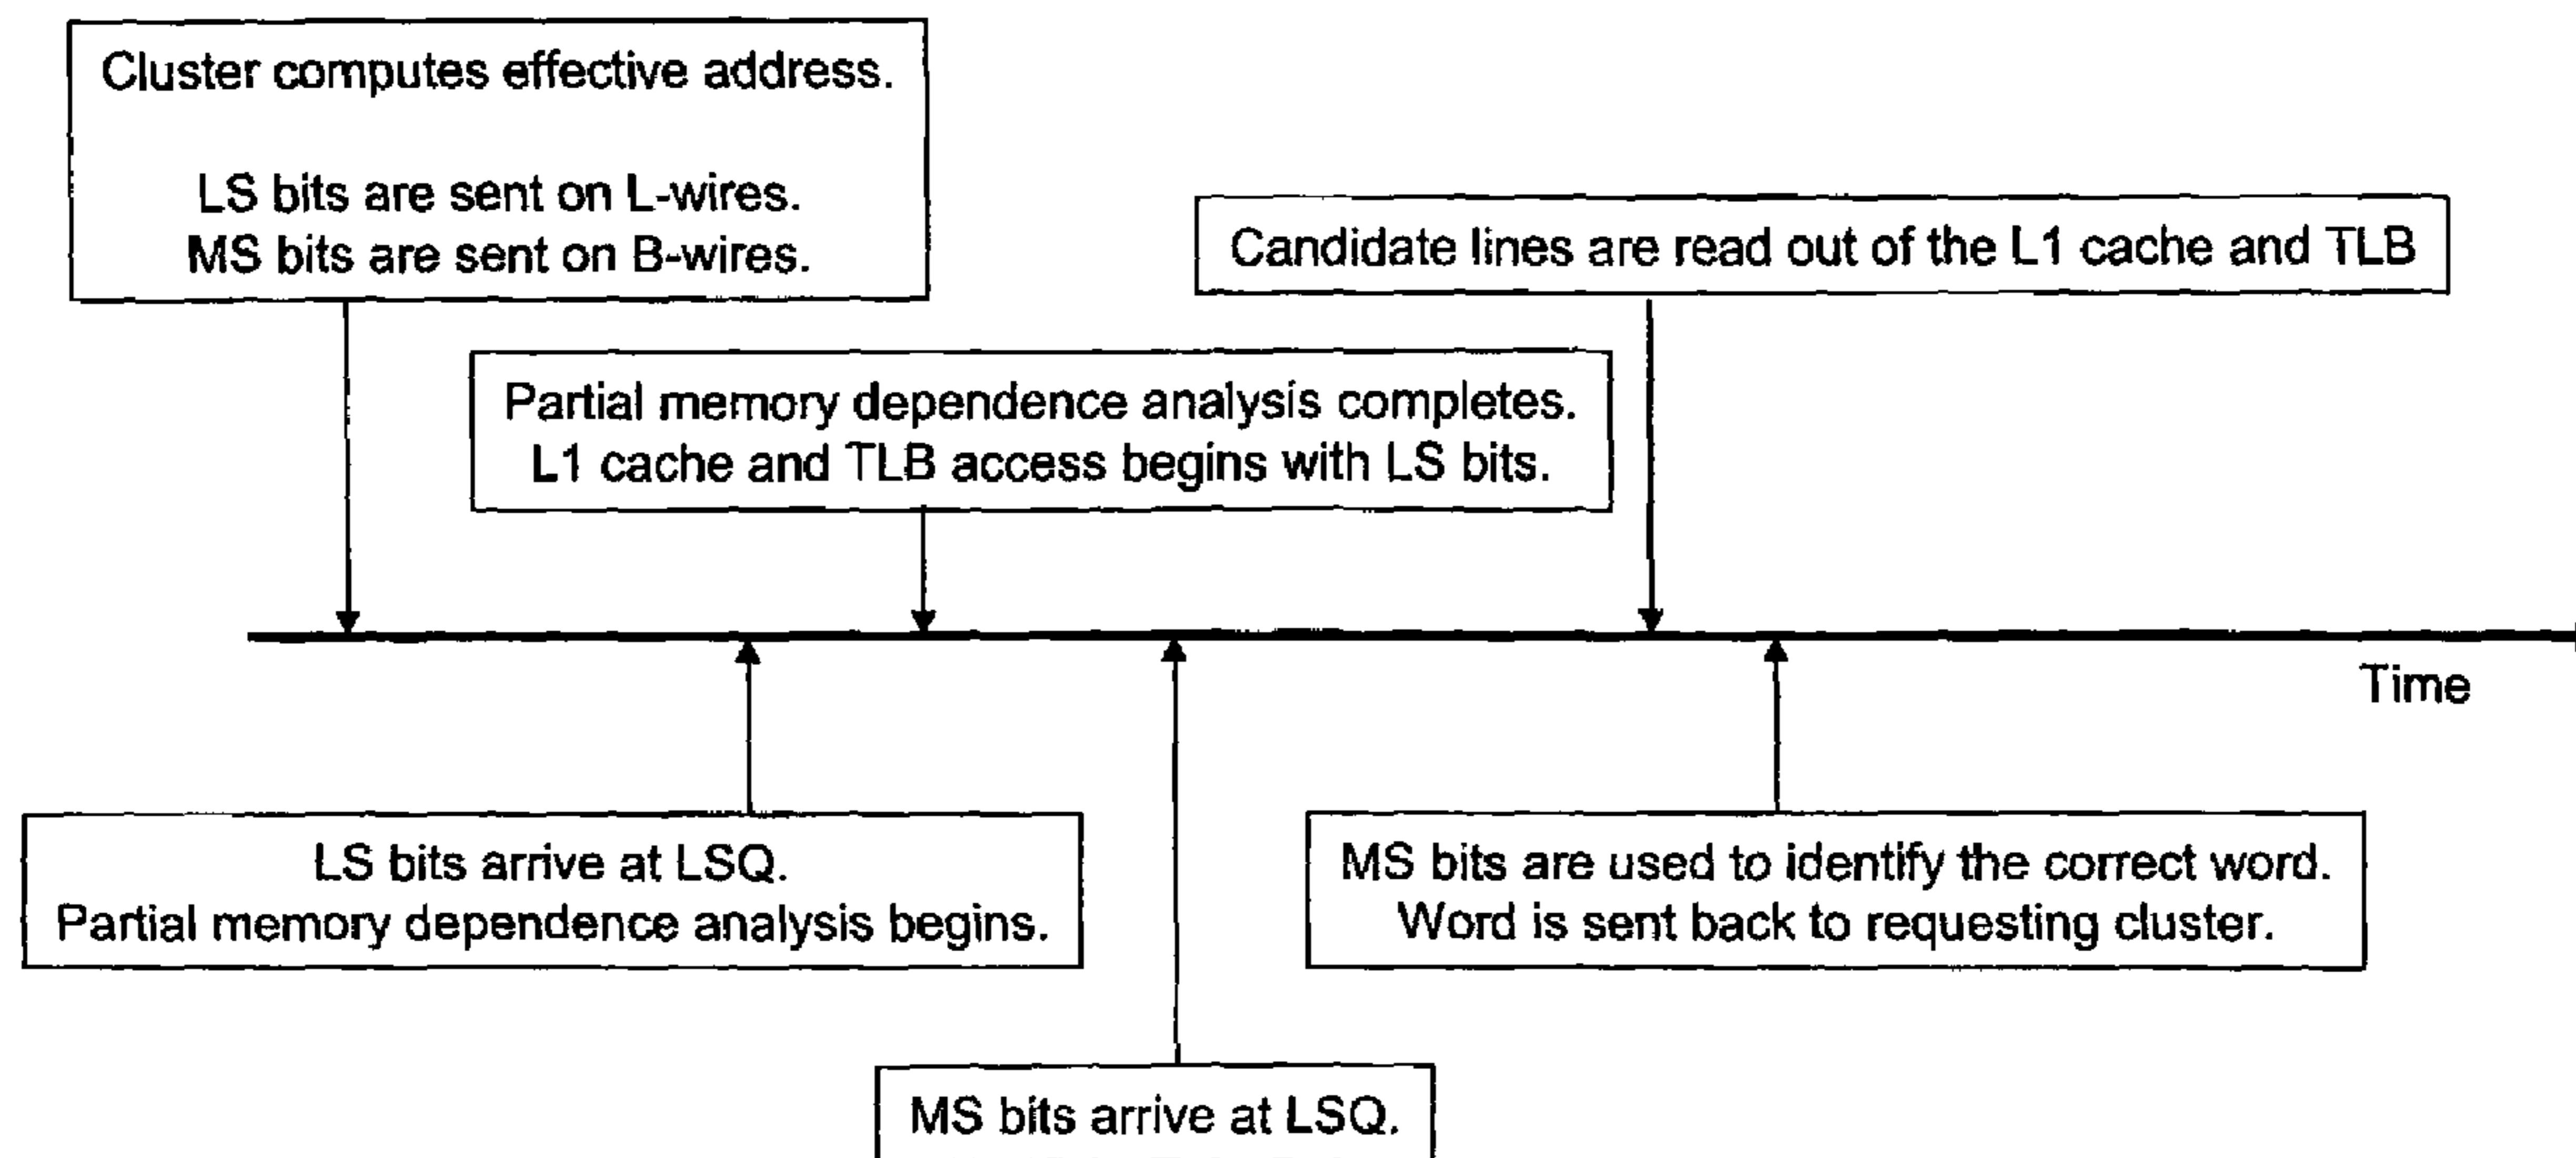 Cluster computes effective address.
LS bits are sent on L-wires.
MS bits are sent on B-wires.
Candidate lines are read out of the L1 cache and TLB
Partial memory dependence analysis completes.
L1 cache and TLB access begins with LS bits.
Time
LS bits arrive at LSQ.
Partial memory dependence analysis begins.
MS bits are used to identify the correct word.
Word is sent back to requesting cluster.
MS bits arrive at LSQ.